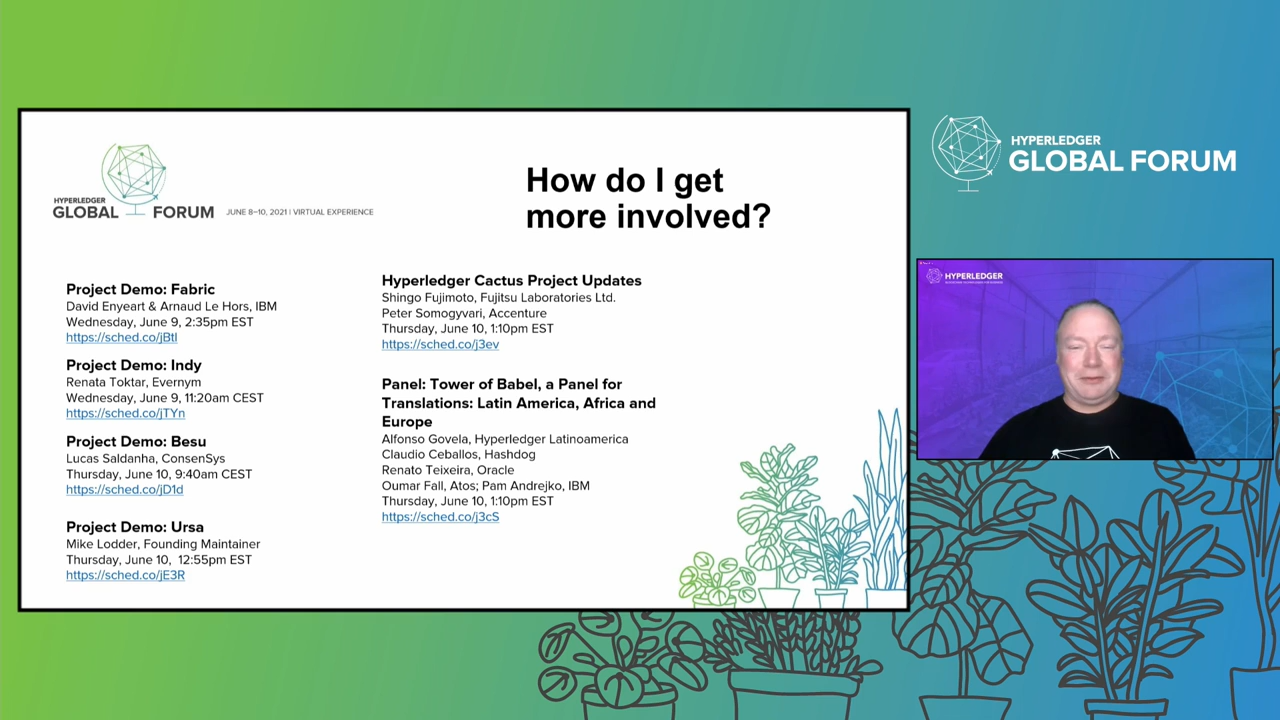 HYPERLEDGER
GLOBAL FORUM
JUNE 8–10, 2021 | VIRTUAL EXPERIENCE
How do I get
more involved?
Project Demo: Fabric
David Enyeart & Arnaud Le Hors, IBM
Wednesday, June 9, 2:35pm EST
https://sched.co/jBtI
Project Demo: Indy
Renata Toktar, Evernym
Wednesday, June 9, 11:20am CEST
https://sched.co/jTYn
Project Demo: Besu
Lucas Saldanha, ConsenSys
Thursday, June 10, 9:40am CEST
https://sched.co/jD1d
Project Demo: Ursa
Mike Lodder, Founding Maintainer
Thursday, June 10, 12:55pm EST
https://sched.co/jE3R
Hyperledger Cactus Project Updates
Shingo Fujimoto, Fujitsu Laboratories Ltd.
Peter Somogyvari, Accenture
Thursday, June 10, 1:10pm EST
https://sched.co/j3ev
Panel: Tower of Babel, a Panel for
Translations: Latin America, Africa and
Europe
Alfonso Govela, Hyperledger Latinoamerica
Claudio Ceballos, Hashdog
Renato Teixeira, Oracle
Oumar Fall, Atos; Pam Andrejko, IBM
Thursday, June 10, 1:10pm EST
https://sched.co/j3cS
HYPERLEDGER
GLOBAL FORUM
HYPERLEDGER